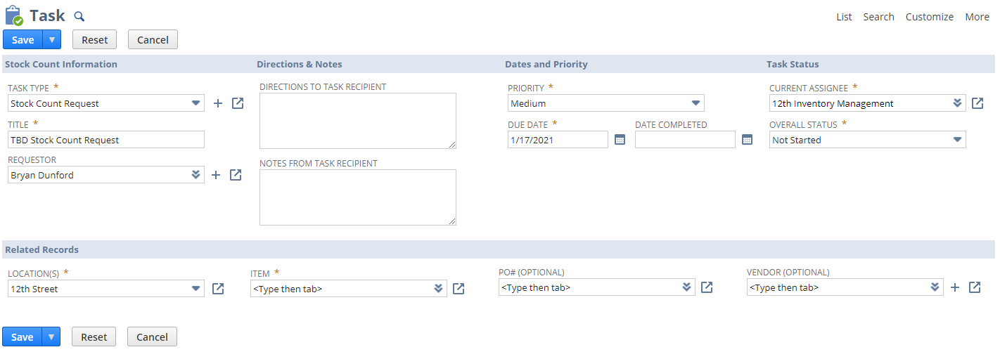 Task
List Search Customize More
Save Reset Cancel
Stock Count Information Directions & Notes Dates and Priority Task Status
TASK TYPE * DIRECTIONS TO TASK RECIPIENT PRIORITY * CURRENT ASSIGNEE *
Stock Count Request Medium 12th Inventory Management
TITLE * DUE DATE * DATE COMPLETED OVERALL STATUS *
TBD Stock Count Request 1/17/2021 Not Started
REQUESTOR NOTES FROM TASK RECIPIENT
Bryan Dunford
Related Records
LOCATION(S) * ITEM * PO# (OPTIONAL) VENDOR (OPTIONAL)
12th Street <Type then tab> <Type then tab> <Type then tab>
Save Reset Cancel